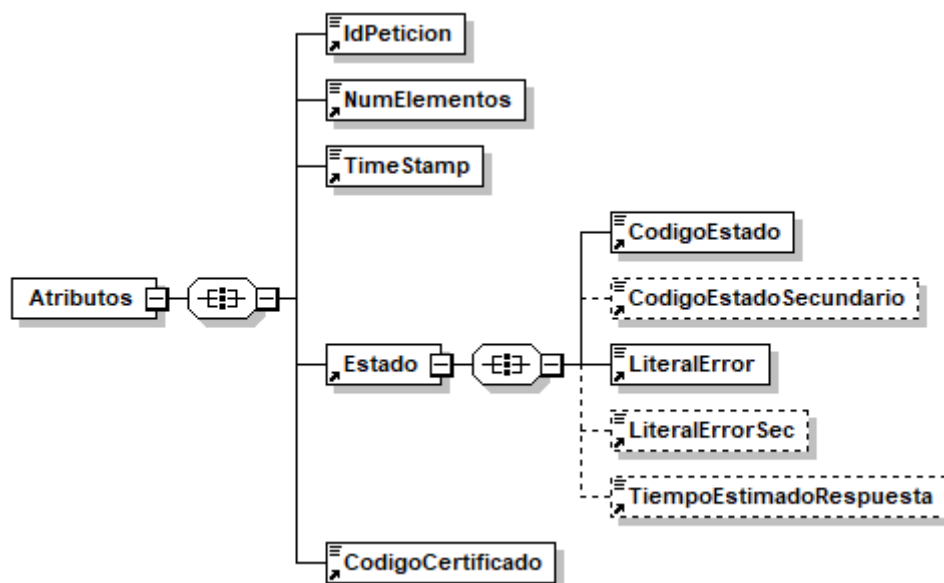 IdPeticion
NumElementos
TimeStamp
CodigoEstado
Atributos
CodigoEstadoSecundario
Estado
LiteralError
LiteralErrorSec
TiempoEstimadoRespuesta
CodigoCertificado